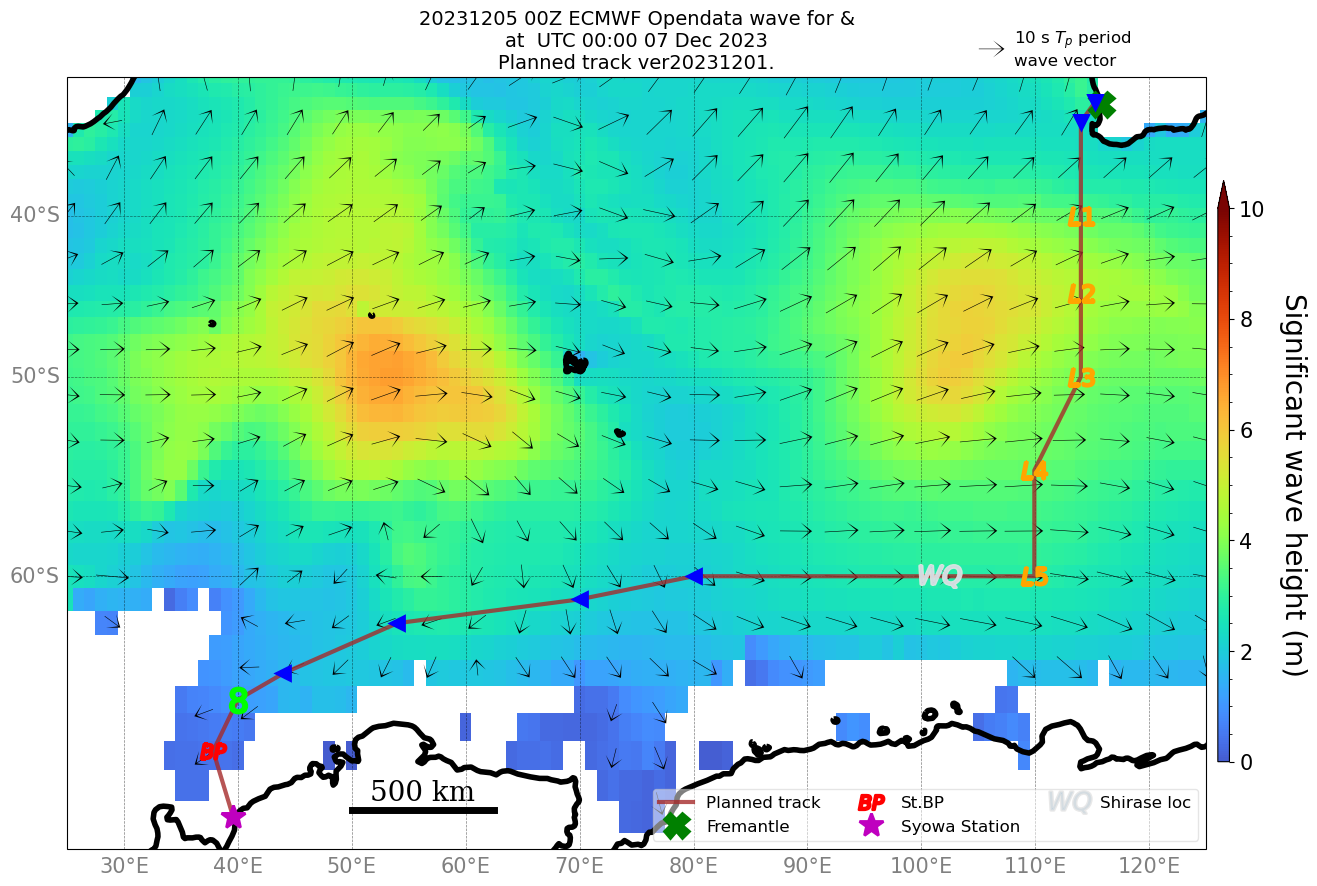 20231205 00Z ECMWF Opendata wave for &
at  UTC 00:00 07 Dec 2023
Planned track ver20231201.
10 s Tp period
wave vector
40°S
50°S
60°S
L1
L2
L3
L4
L5
WQ
8
BP
500 km
Planned track
Fremantle
BP St.BP
Syowa Station
WQ Shirase loc
30°E 40°E 50°E 60°E 70°E 80°E 90°E 100°E 110°E 120°E
10
8
6
4
2
0
Significant wave height (m)